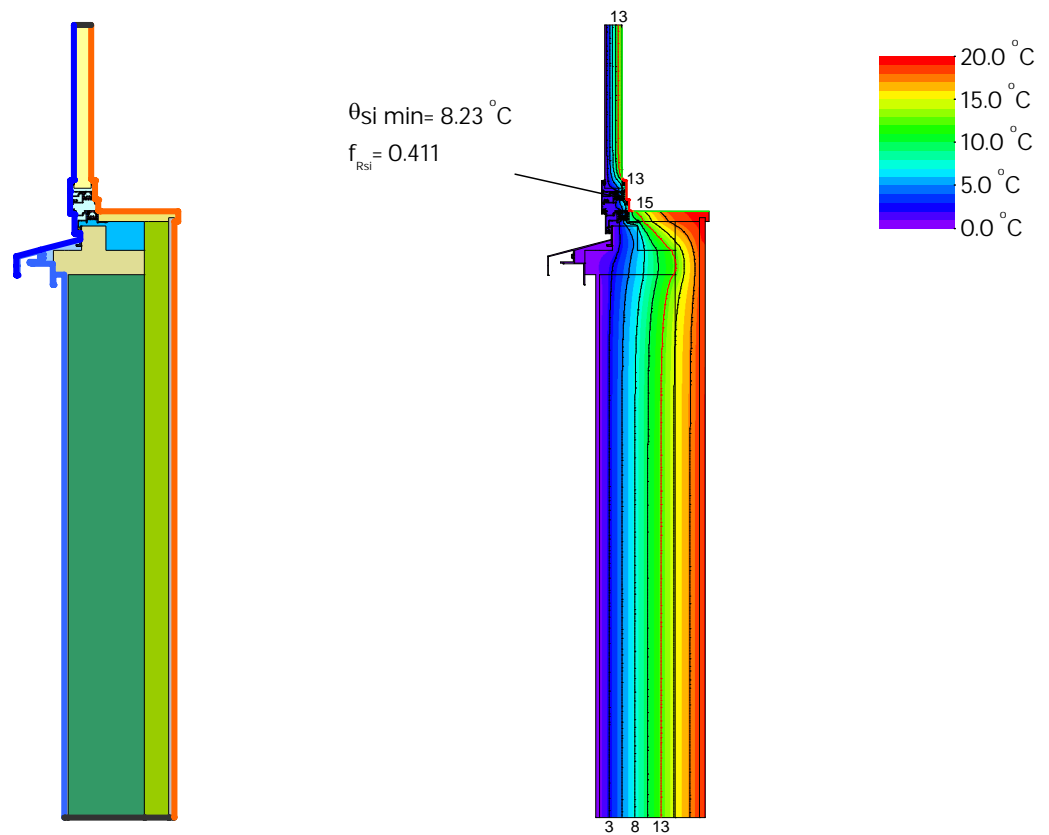 13
20.0 °C
θsi min= 8.23 °C
15.0 °C
fRsi= 0.411
10.0 °C
13
5.0 °C
15
0.0 °C
3 8 13